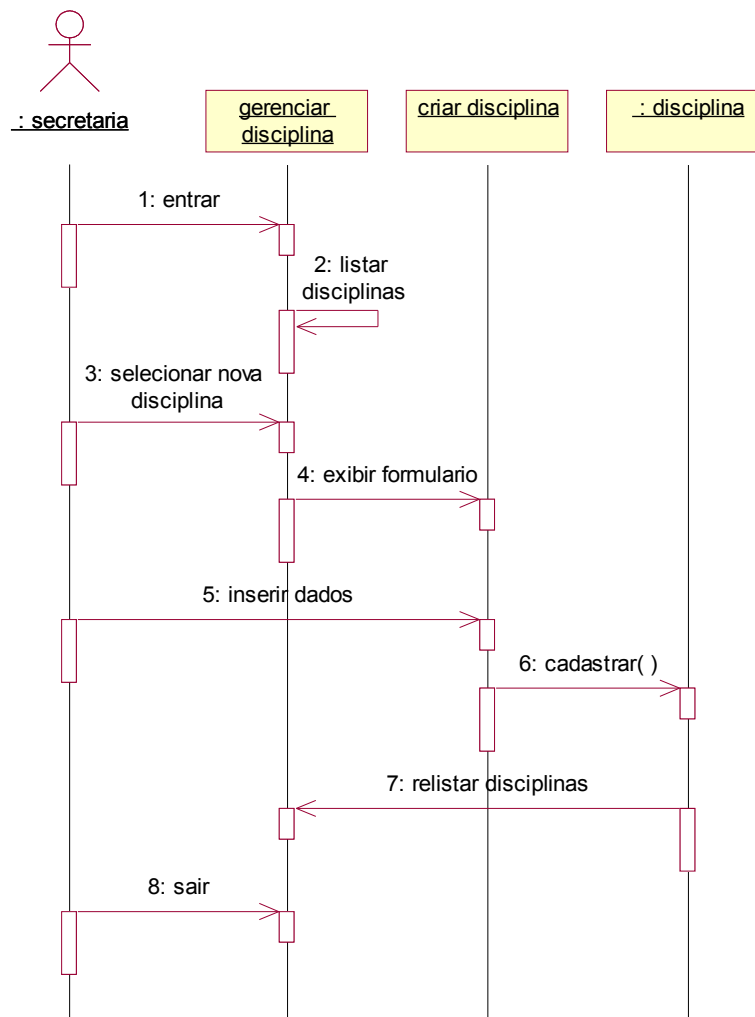 : secretaria
gerenciar
disciplina
criar disciplina
: disciplina
1: entrar
2: listar
disciplinas
3: selecionar nova
disciplina
4: exibir formulario
5: inserir dados
6: cadastrar( )
7: relistar disciplinas
8: sair